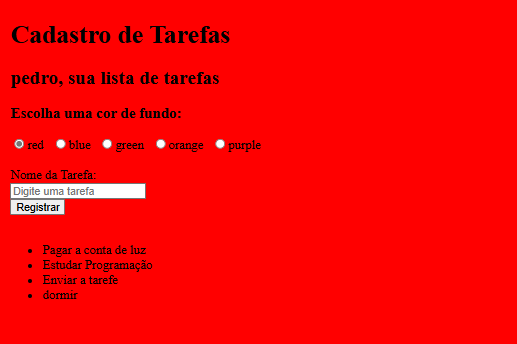 Cadastro de Tarefas
pedro, sua lista de tarefas
Escolha uma cor de fundo:
red blue green orange purple
Nome da Tarefa:
Digite uma tarefa
Registrar
Pagar a conta de luz
Estudar Programação
Enviar a tarefe
dormir